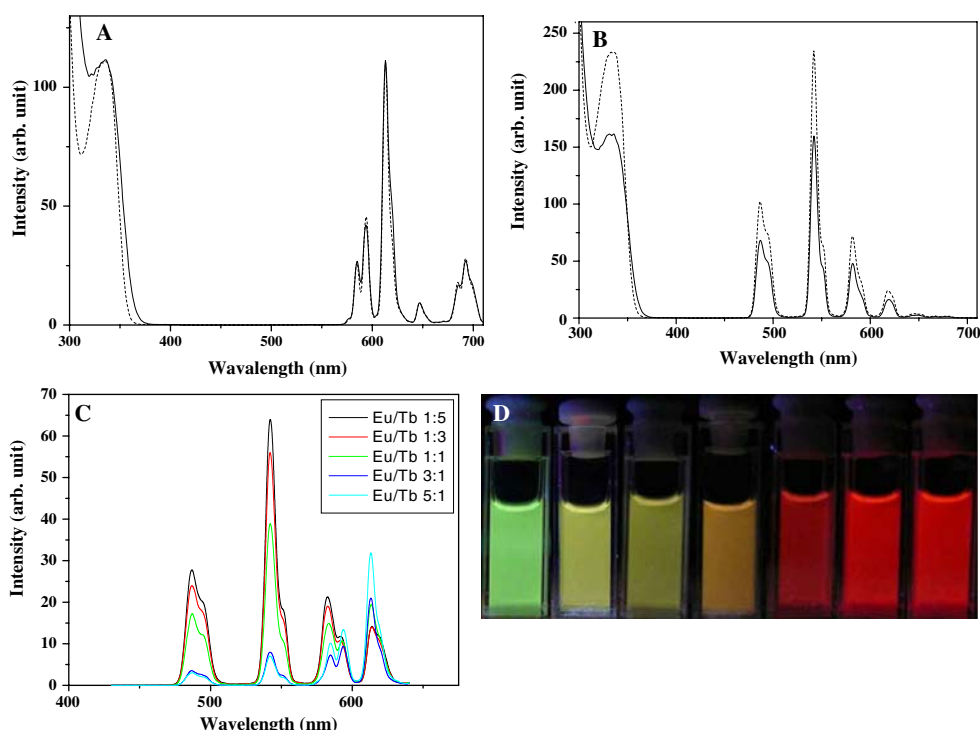 A
Intensity (arb. unit)
100
50
0
300 400 500 600 700
Wavalength (nm)
B
Intensity (arb. unit)
250
200
150
100
50
0
300 400 500 600 700
Wavelength (nm)
C
Intensity (arb. unit)
70
60
50
40
30
20
10
0
400 500 600
Wavelength (nm)
Eu/Tb 1:5
Eu/Tb 1:3
Eu/Tb 1:1
Eu/Tb 3:1
Eu/Tb 5:1
D